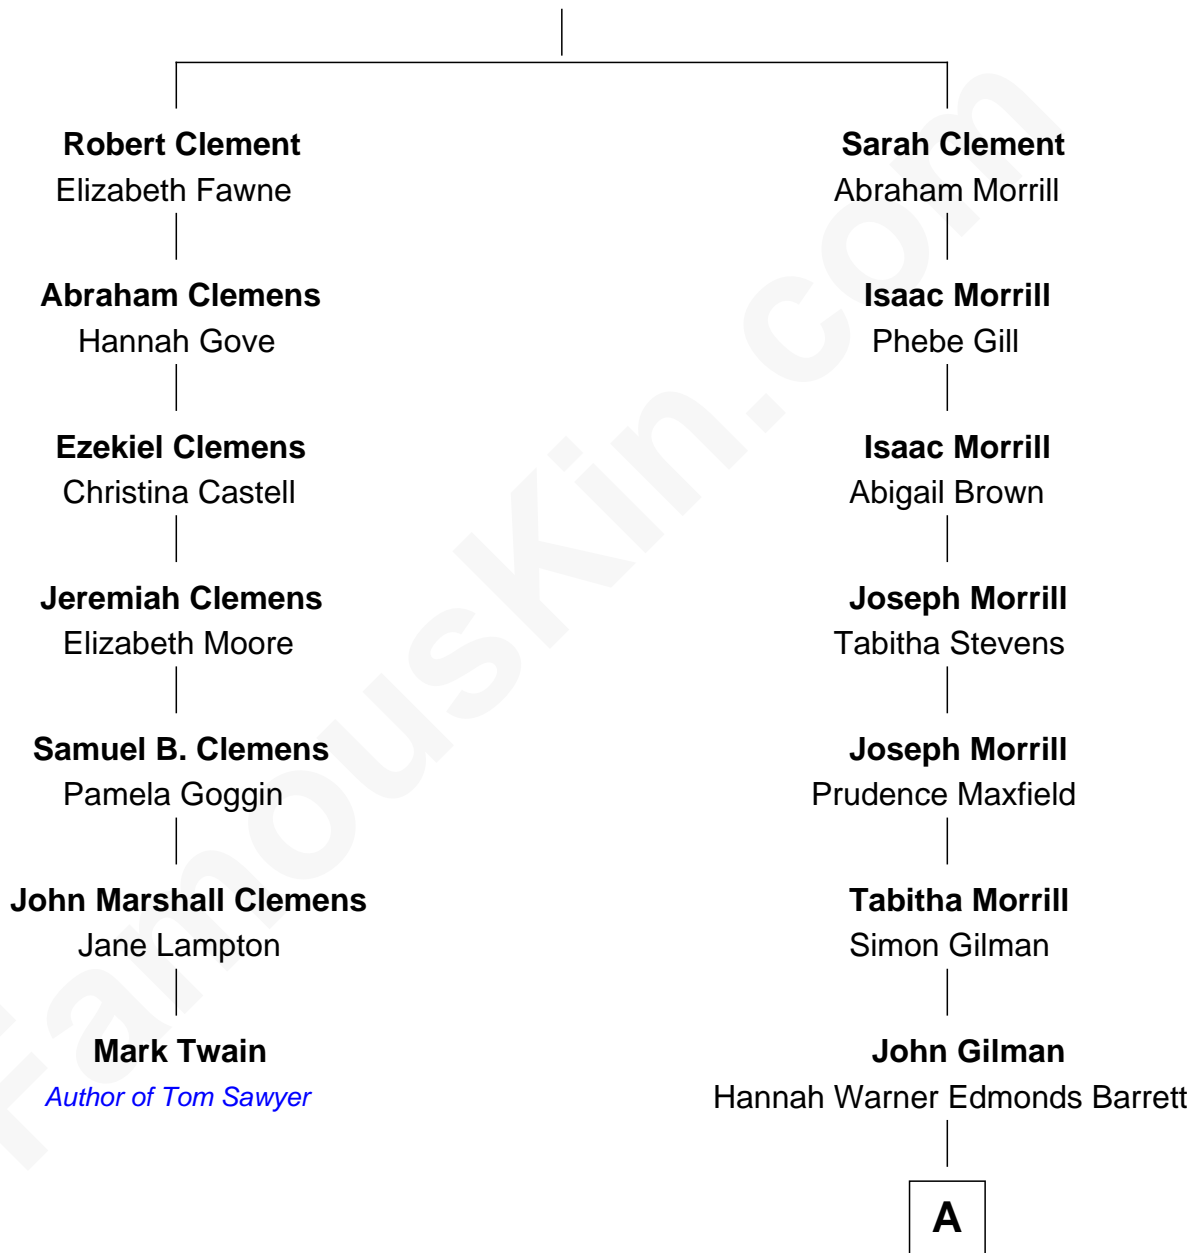 Robert Clement
Elizabeth Fawne
Abraham Clemens
Hannah Gove
Ezekiel Clemens
Christina Castell
Jeremiah Clemens
Elizabeth Moore
Samuel B. Clemens
Pamela Goggin
John Marshall Clemens
Jane Lampton
Mark Twain
Author of Tom Sawyer
Sarah Clement
Abraham Morrill
Isaac Morrill
Phebe Gill
Isaac Morrill
Abigail Brown
Joseph Morrill
Tabitha Stevens
Joseph Morrill
Prudence Maxfield
Tabitha Morrill
Simon Gilman
John Gilman
Hannah Warner Edmonds Barrett
A
FamousKin.com